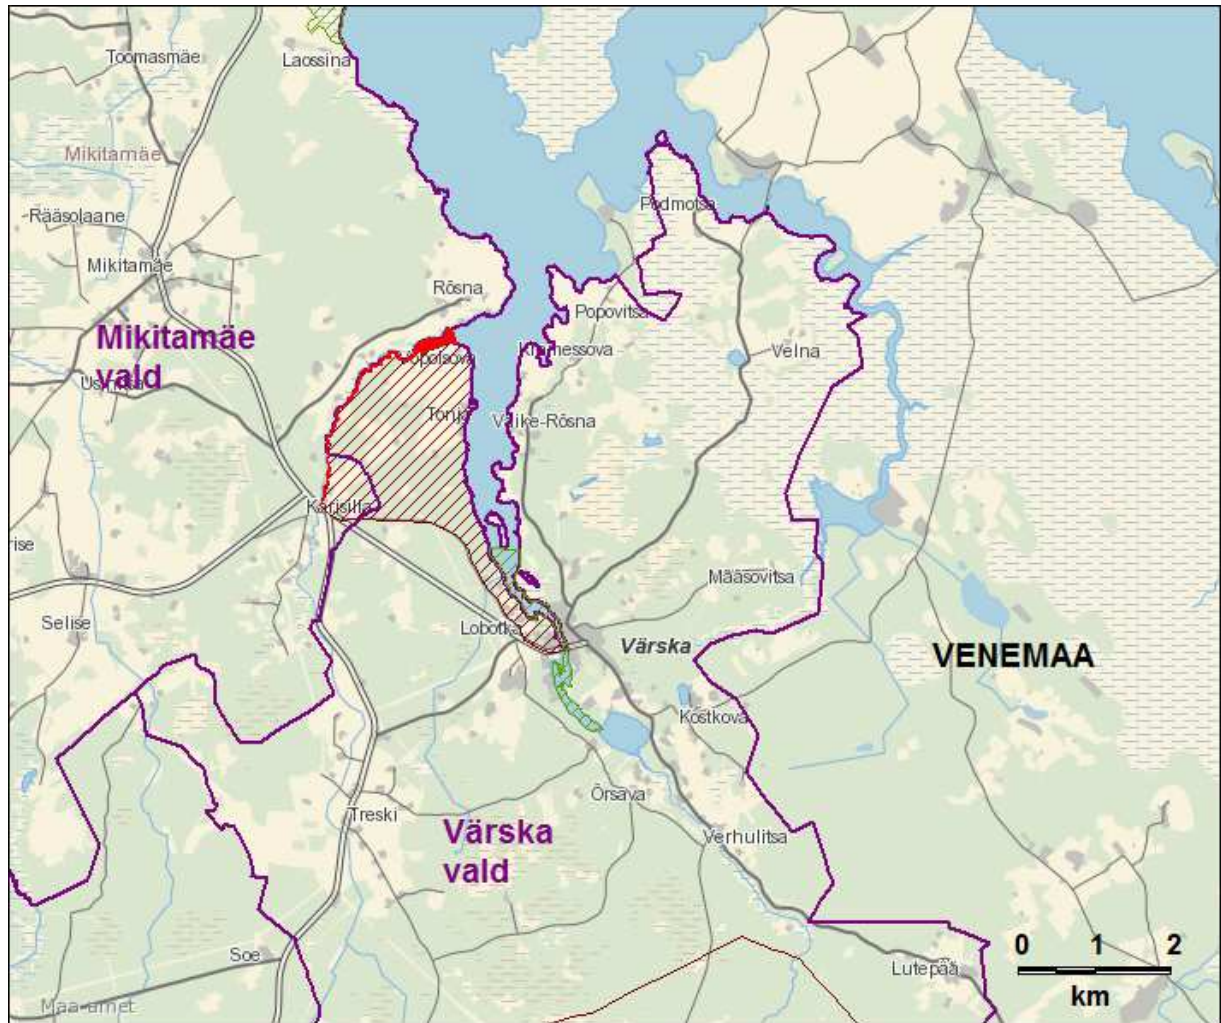 Toomasmäe
Laossina
Mikitamäe
Podmotsa
Rääsolaane
Mikitamäe
Rõsna
Popovitsa
Mikitamäe
vald
Velna
Tonja
Väike-Rõsna
Karisilla
rise
Määsovitsa
Selise
Lobotka
Värska
VENEMAA
Kostkova
Õrsava
Treski
Värska
vald
Verhulitsa
0 1 2
km
Soe
Lutepää
Maa-amet